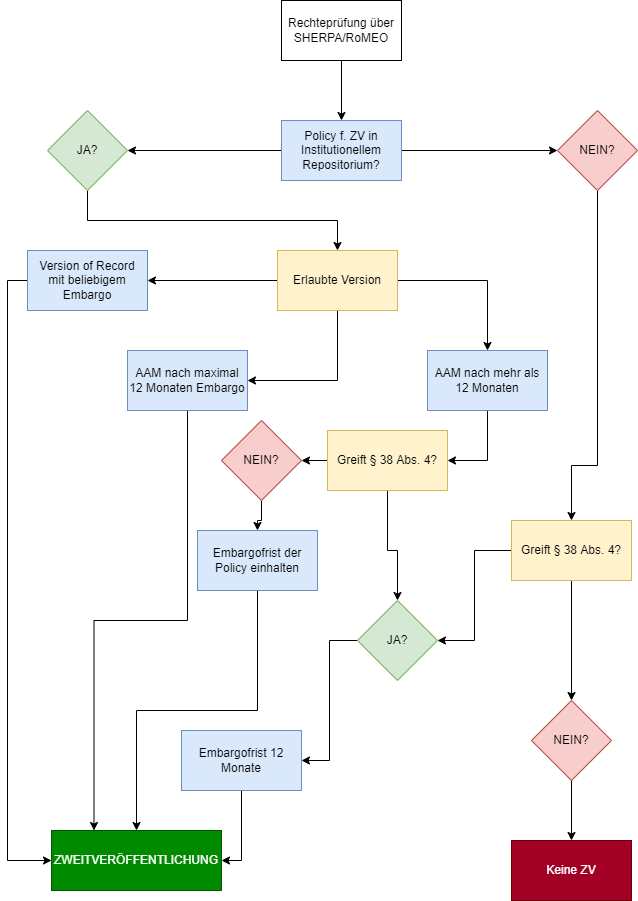 Rechteprüfung über
SHERPA/RoMEO
JA?
Policy f. ZV in
Institutionellem
Repositorium?
NEIN?
Version of Record
mit beliebigem
Embargo
Erlaubte Version
AAM nach maximal
12 Monaten Embargo
AAM nach mehr als
12 Monaten
NEIN?
Greift § 38 Abs. 4?
Embargofrist der
Policy einhalten
Greift § 38 Abs. 4?
JA?
Embargofrist 12
Monate
NEIN?
ZWEITVERÖFFENTLICHUNG
Keine ZV